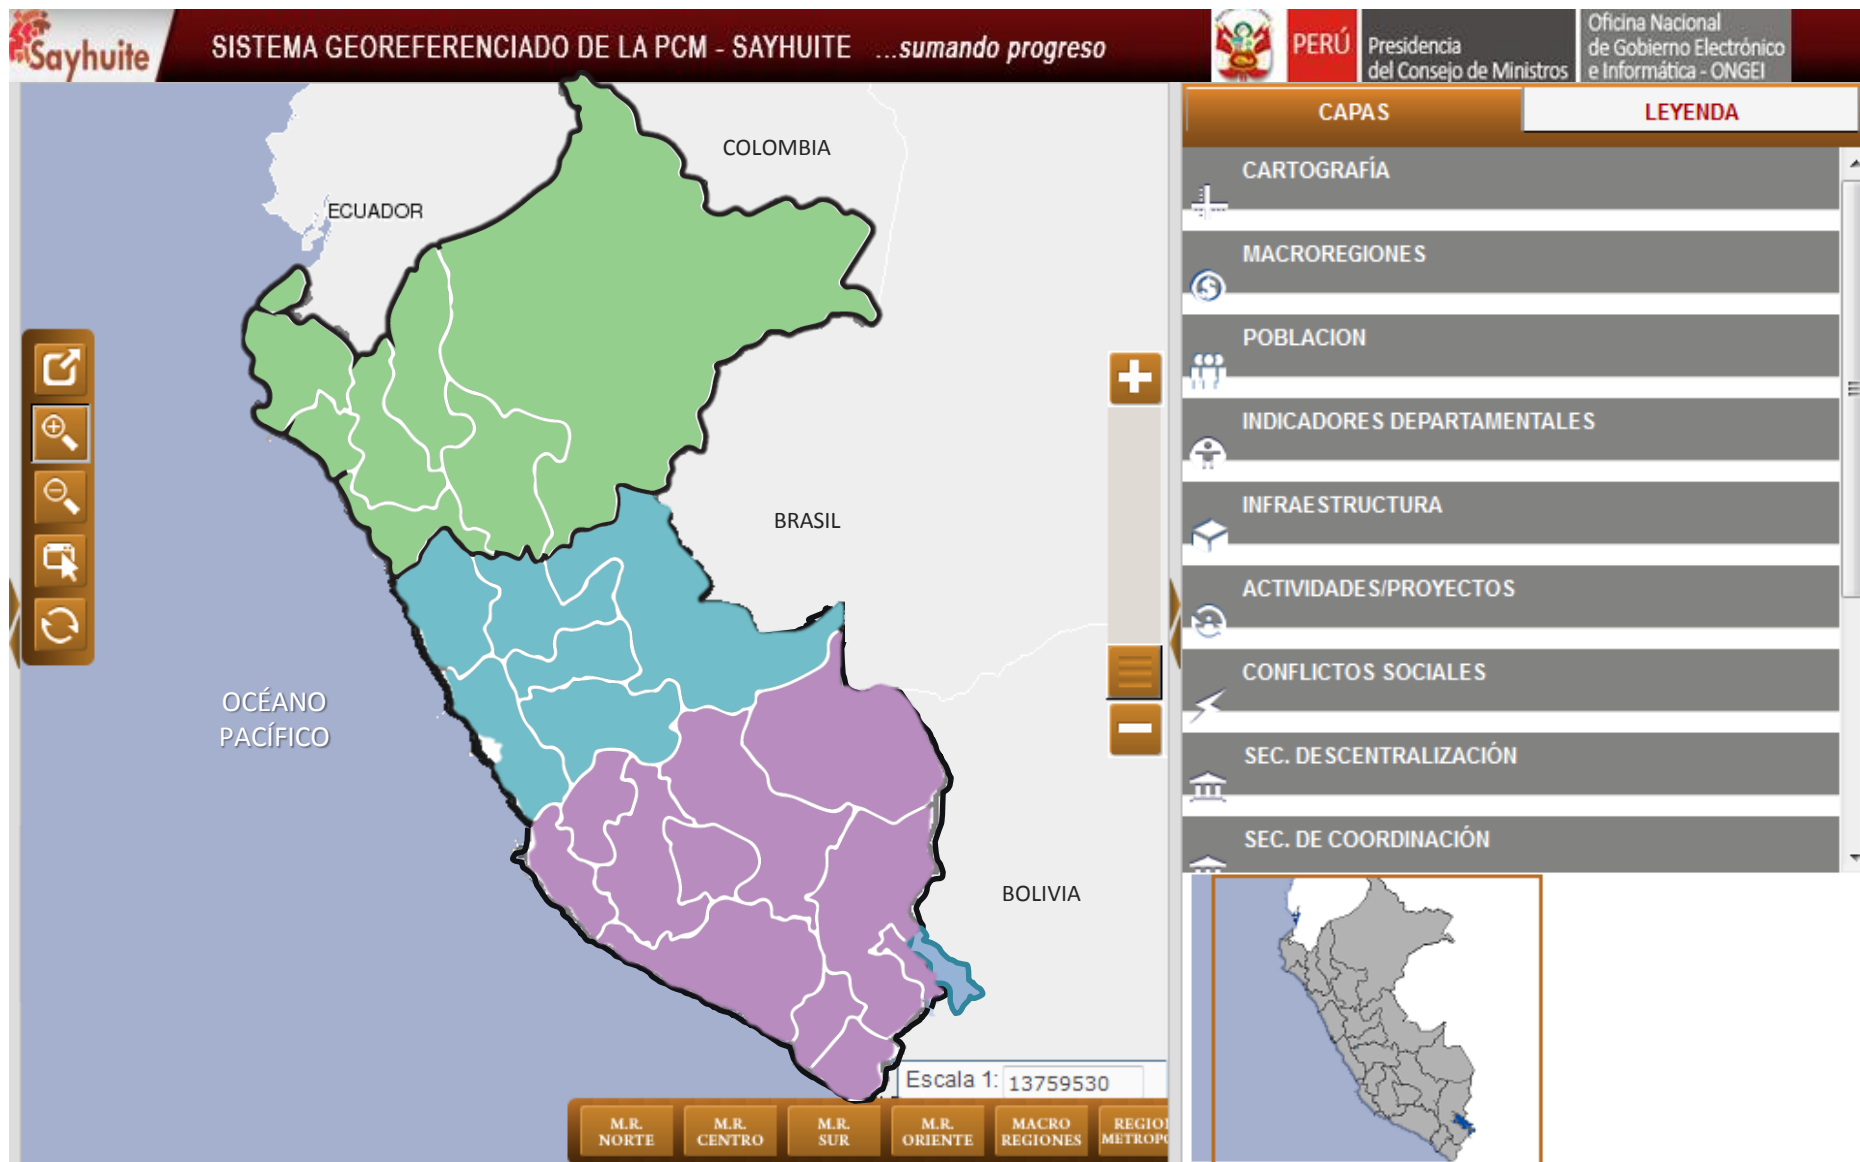 Sayhuite
SISTEMA GEOREFERENCIADO DE LA PCM - SAYHUITE ...sumando progreso
PERÚ
Presidencia
del Consejo de Ministros
Oficina Nacional
de Gobierno Electrónico
e Informática - ONGEI
CAPAS
LEYENDA
COLOMBIA
ECUADOR
BRASIL
OCÉANO
PACÍFICO
BOLIVIA
CARTOGRAFÍA
MACROREGIONES
POBLACION
INDICADORES DEPARTAMENTALES
INFRAESTRUCTURA
ACTIVIDADES/PROYECTOS
CONFLICTOS SOCIALES
SEC. DESCENTRALIZACIÓN
SEC. DE COORDINACIÓN
Escala 1: 13759530
M.R.
NORTE
M.R.
CENTRO
M.R.
SUR
M.R.
ORIENTE
MACRO
REGIONES